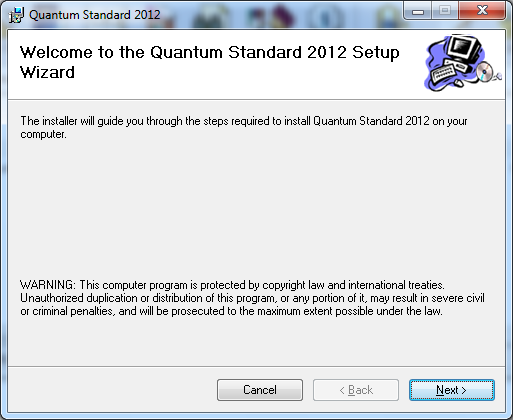 Quantum Standard 2012
Welcome to the Quantum Standard 2012 Setup
Wizard
The installer will guide you through the steps required to install Quantum Standard 2012 on your
computer.
WARNING: This computer program is protected by copyright law and international treaties.
Unauthorized duplication or distribution of this program, or any portion of it, may result in severe civil
or criminal penalties, and will be prosecuted to the maximum extent possible under the law.
Cancel < Back Next >